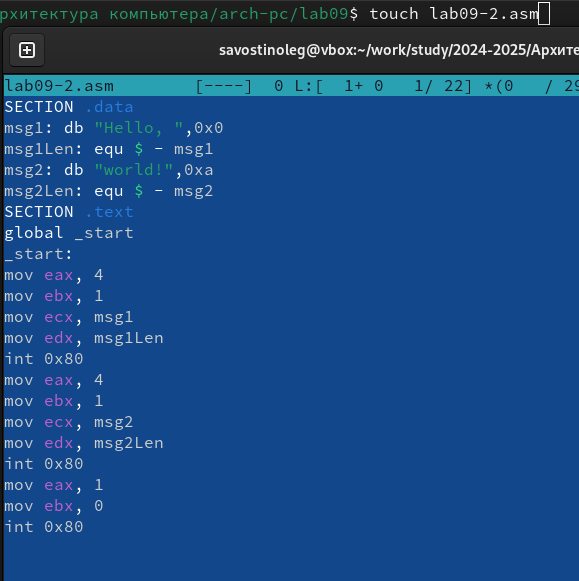 рхитектура компьютера/arch-pc/lab09$ touch lab09-2.asm
savostinoleg@vbox:~/work/study/2024-2025/Архите
lab09-2.asm [----] 0 L:[ 1+ 0 1/ 22] *(0 / 29
SECTION .data
msg1: db "Hello, ",0x0
msg1Len: equ $ - msg1
msg2: db "world!",0xa
msg2Len: equ $ - msg2
SECTION .text
global _start
_start:
mov eax, 4
mov ebx, 1
mov ecx, msg1
mov edx, msg1Len
int 0x80
mov eax, 4
mov ebx, 1
mov ecx, msg2
mov edx, msg2Len
int 0x80
mov eax, 1
mov ebx, 0
int 0x80